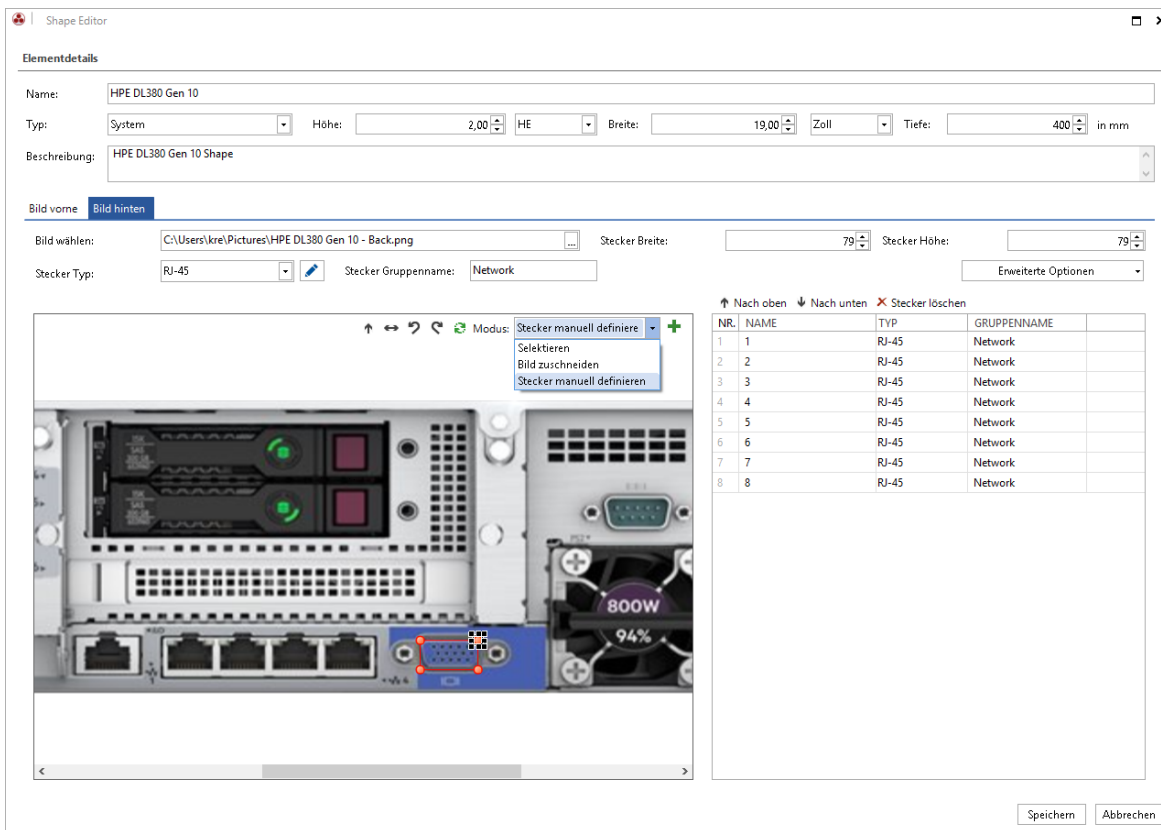 Shape Editor
Elementdetails
Name: HPE DL380 Gen 10
Typ: System Höhe: 2,00 HE Breite: 19,00 Zoll Tiefe: 400 in mm
Beschreibung: HPE DL380 Gen 10 Shape
Bild vorne Bild hinten
Bild wählen: C:\Users\kre\Pictures\HPE DL380 Gen 10 - Back.png ... Stecker Breite: 79 Stecker Höhe: 79
Stecker Typ: RJ-45 Stecker Gruppenname: Network Erweiterte Optionen
Nach oben Nach unten Stecker löschen
Modus: Stecker manuell definiere
Selektieren
Bild zuschneiden
Stecker manuell definieren
NR. NAME TYP GRUPPENNAME
1 1 RJ-45 Network
2 2 RJ-45 Network
3 3 RJ-45 Network
4 4 RJ-45 Network
5 5 RJ-45 Network
6 6 RJ-45 Network
7 7 RJ-45 Network
8 8 RJ-45 Network
SAS
SAS
800W
94%
1
4
Speichern Abbrechen